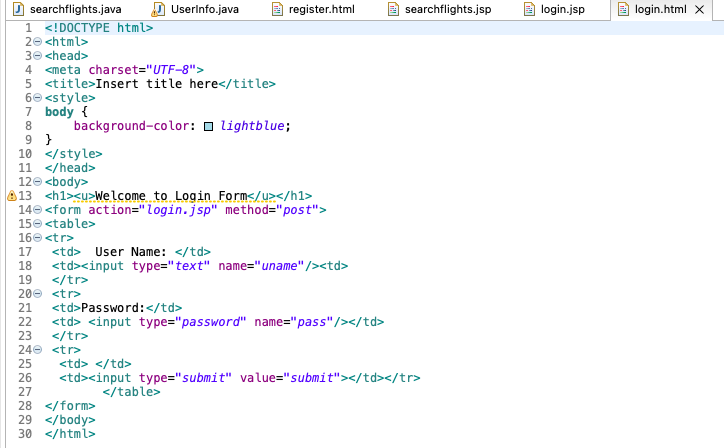 searchflights.java UserInfo.java register.html searchflights.jsp login.jsp login.html
1 <!DOCTYPE html>
2 <html>
3 <head>
4 <meta charset="UTF-8">
5 <title>Insert title here</title>
6 <style>
7 body {
8     background-color: lightblue;
9 }
10 </style>
11 </head>
12 <body>
13 <h1><u>Welcome to Login Form</u></h1>
14 <form action="login.jsp" method="post">
15 <table>
16 <tr>
17  <td>  User Name: </td>
18  <td><input type="text" name="uname"/><td>
19  </tr>
20  <tr>
21  <td>Password:</td>
22  <td> <input type="password" name="pass"/></td>
23  </tr>
24  <tr>
25   <td> </td>
26   <td><input type="submit" value="submit"></td></tr>
27         </table>
28 </form>
29 </body>
30 </html>